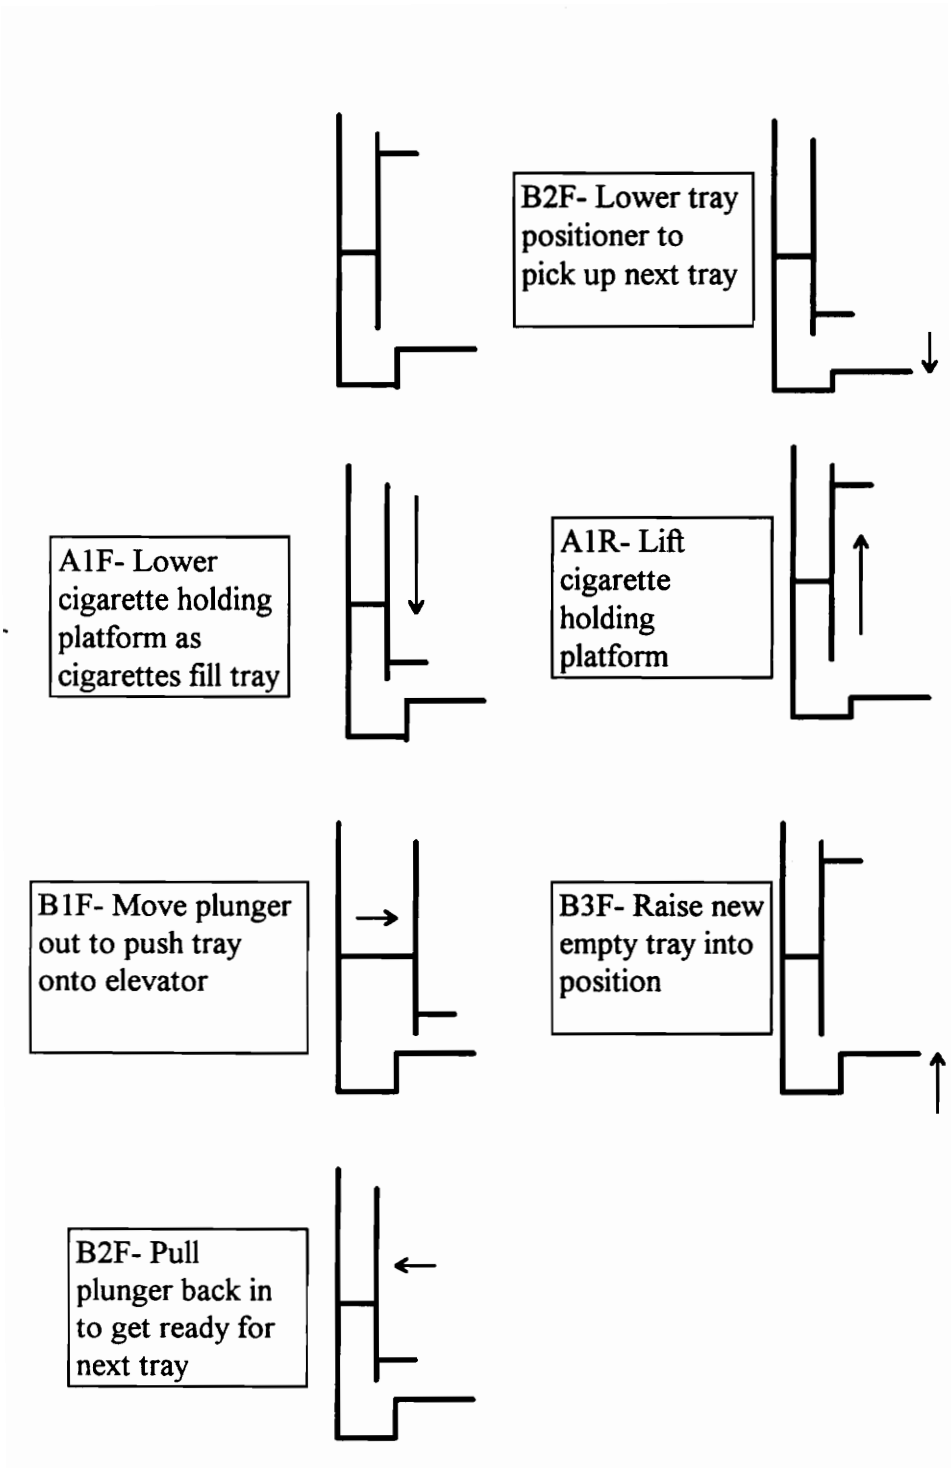 A1F- Lower
cigarette holding
platform as
cigarettes fill tray
B1F- Move plunger
out to push tray
onto elevator
B2F- Pull
plunger back in
to get ready for
next tray
B2F- Lower tray
positioner to
pick up next tray
A1R- Lift
cigarette
holding
platform
B3F- Raise new
empty tray into
position